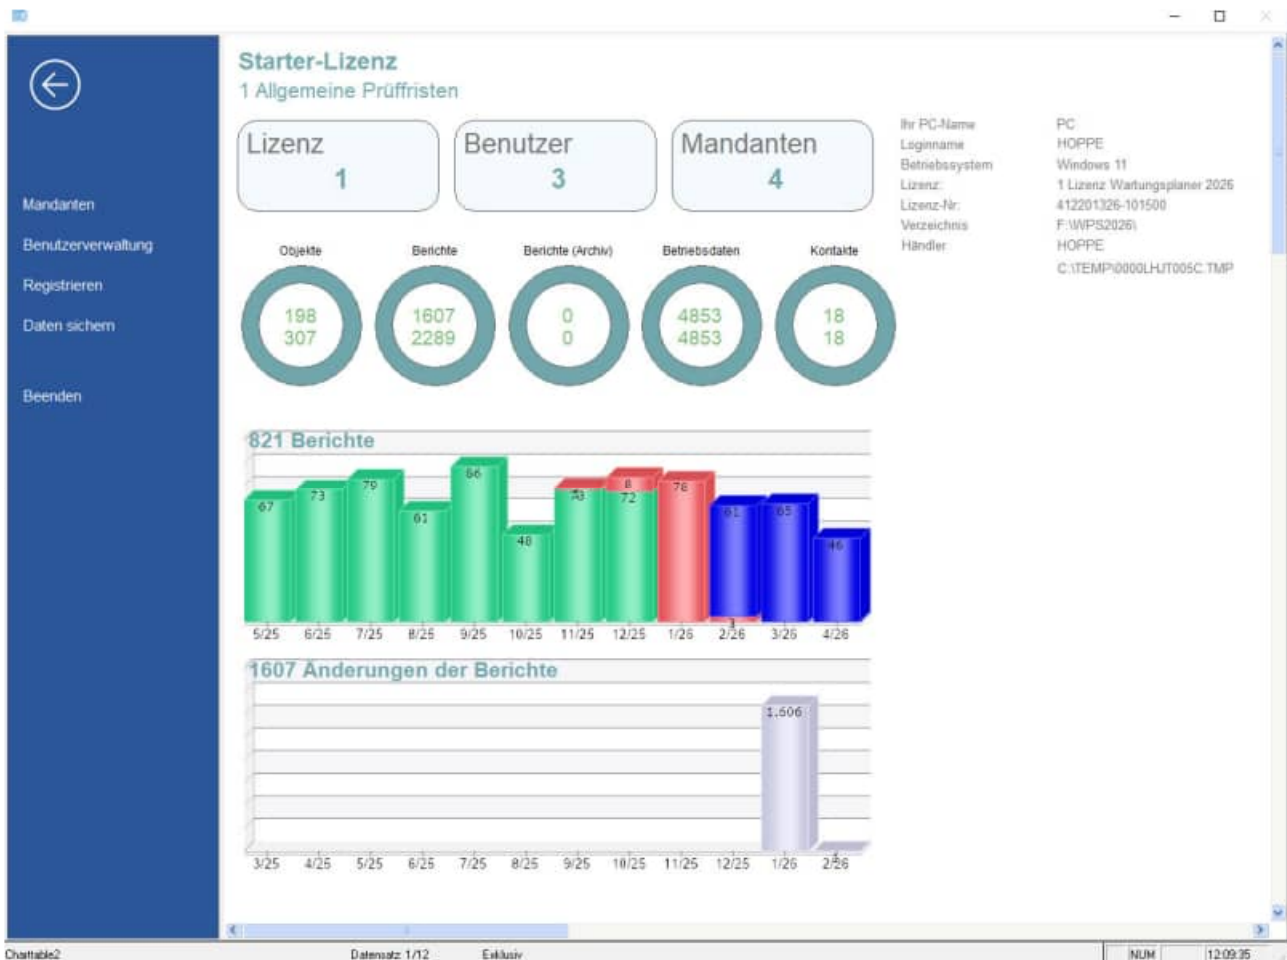 Starter-Lizenz
1 Allgemeine Prüffristen
Lizenz
1
Benutzer
3
Mandanten
4
Ihr PC-Name PC
Loginname HOPPE
Betriebssystem Windows 11
Lizenz: 1 Lizenz Wartungsplaner 2026
Lizenz-Nr: 412201326-101500
Verzeichnis F:\WPS2026\
Händler HOPPE
C:\TEMP\0000LHJT005C.TMP
Mandanten
Benutzerverwaltung
Registrieren
Daten sichern
Beenden
Objekte
198
307
Berichte
1607
2289
Berichte (Archiv)
0
0
Betriebsdaten
4853
4853
Kontakte
18
18
821 Berichte
67 73 79 61 66 48 8 72 78 61 65 46
3
5/25 6/25 7/25 8/25 9/25 10/25 11/25 12/25 1/26 2/26 3/26 4/26
1607 Änderungen der Berichte
1.606
3/25 4/25 5/25 6/25 7/25 8/25 9/25 10/25 11/25 12/25 1/26 2/26
Charttable2 Datensatz 1/12 Exklusiv NUM 12:09:35